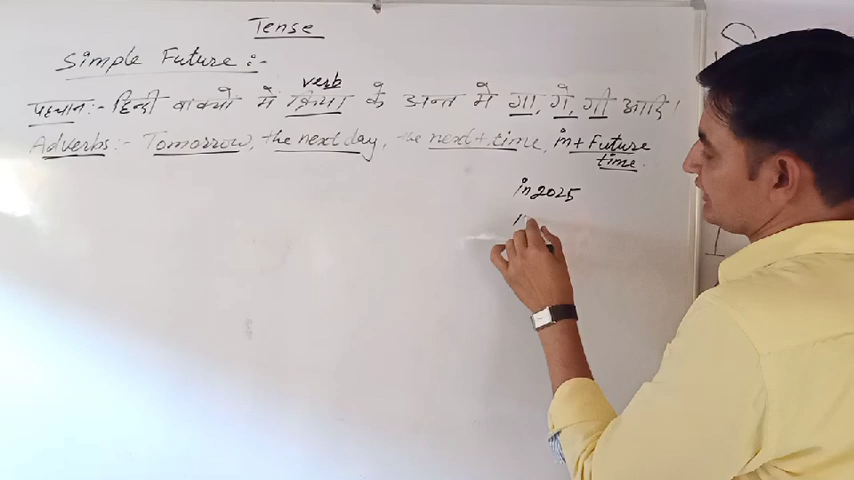 Tense
Simple Future :-
verb
पहचान :- हिन्दी वाक्यों में क्रिया के अन्त में गा, गे, गी आदि।
Adverbs :- Tomorrow, the next day, the next + time, in + Future
time.
in 2025